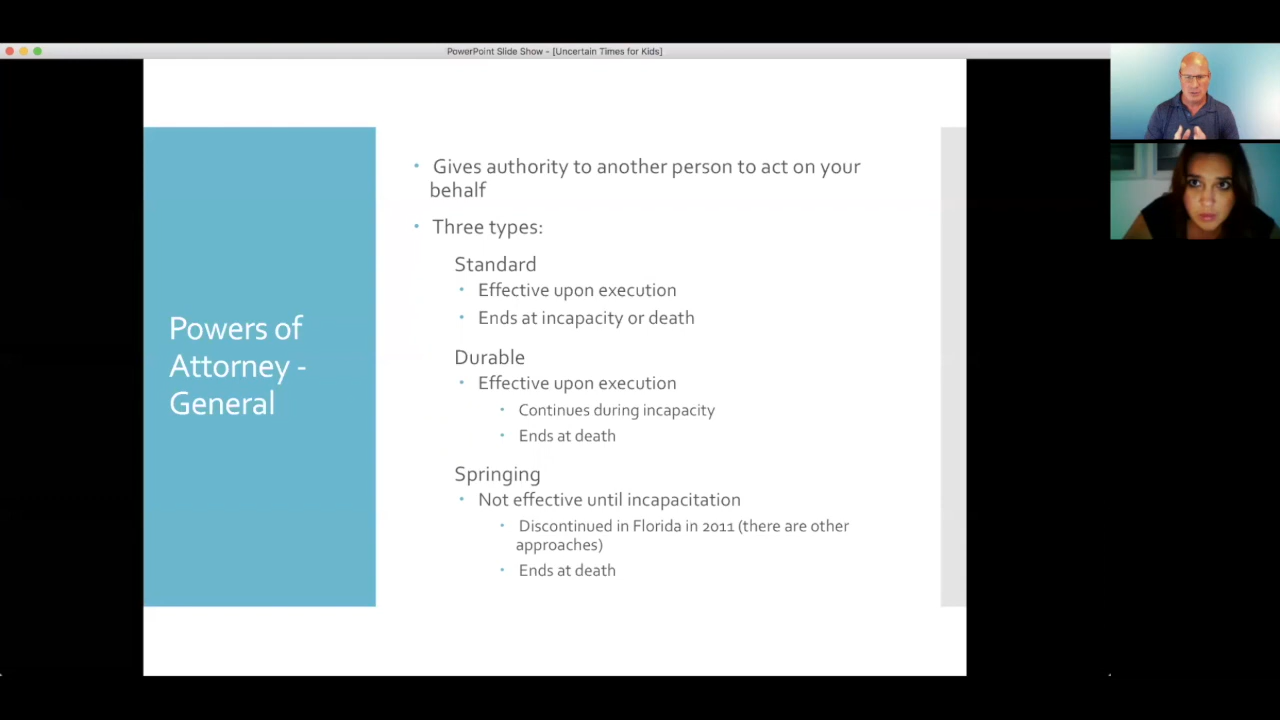 PowerPoint Slide Show - [Uncertain Times for Kids]
Powers of
Attorney -
General
• Gives authority to another person to act on your
behalf
• Three types:
Standard
• Effective upon execution
• Ends at incapacity or death
Durable
• Effective upon execution
• Continues during incapacity
• Ends at death
Springing
• Not effective until incapacitation
• Discontinued in Florida in 2011 (there are other
approaches)
• Ends at death